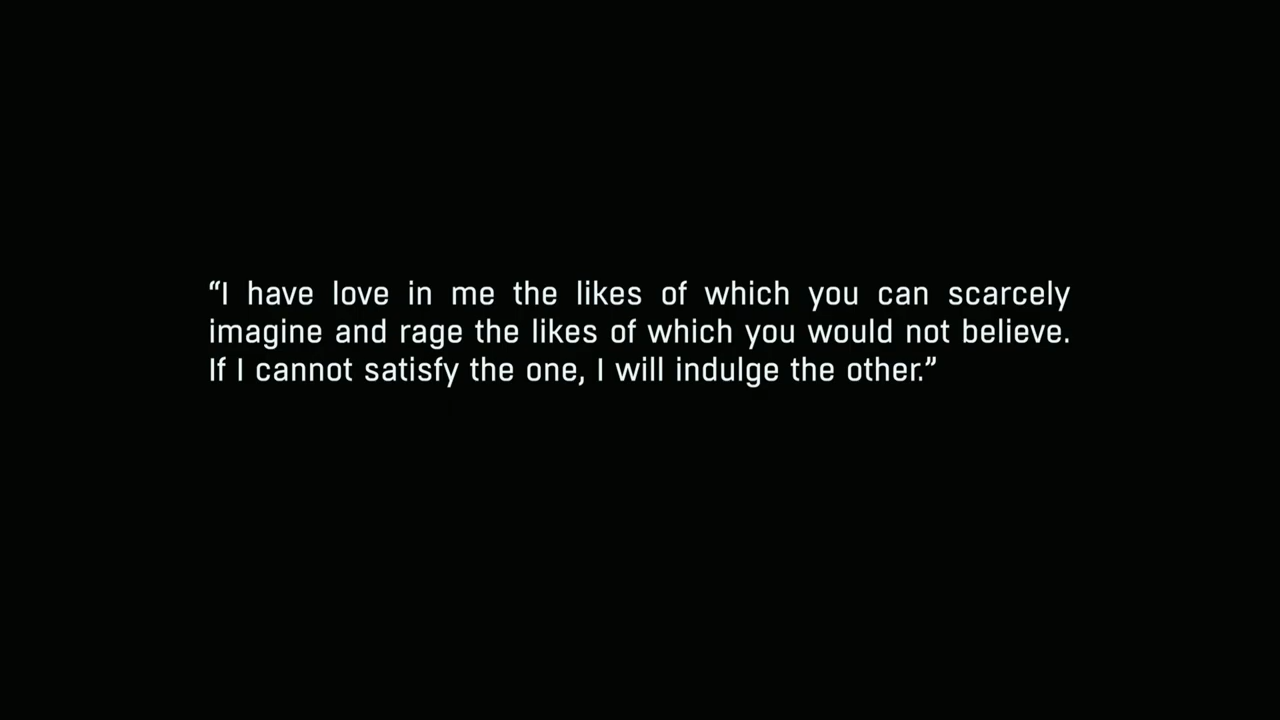 “I have love in me the likes of which you can scarcely
imagine and rage the likes of which you would not believe.
If I cannot satisfy the one, I will indulge the other.”